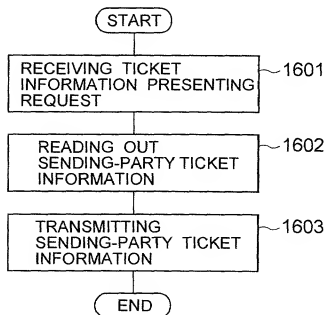 START
RECEIVING TICKET
INFORMATION PRESENTING
REQUEST
1601
READING OUT
SENDING-PARTY TICKET
INFORMATION
1602
TRANSMITTING
SENDING-PARTY TICKET
INFORMATION
1603
END